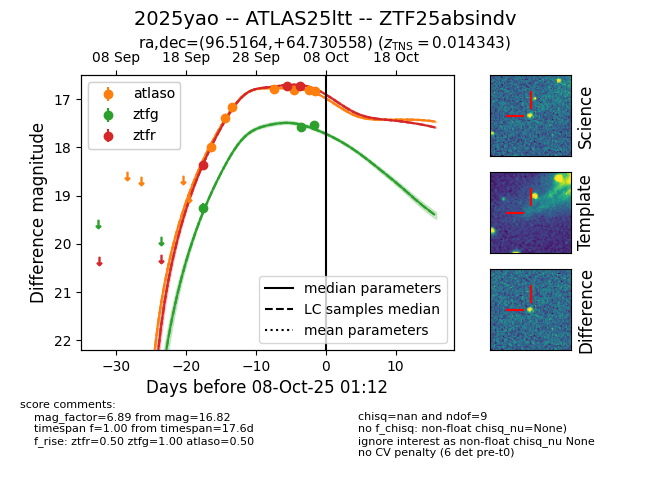 2025yao -- ATLAS25ltt -- ZTF25absindv
ra,dec=(96.5164,+64.730558) (z_TNS = 0.014343)
08 Sep 18 Sep 28 Sep 08 Oct 18 Oct
17
18
19
20
21
22
Difference magnitude
atlaso
ztfg
ztfr
median parameters
LC samples median
mean parameters
−30 −20 −10 0 10
Days before 08-Oct-25 01:12
Science
Template
Difference
score comments:
mag_factor=6.89 from mag=16.82
timespan f=1.00 from timespan=17.6d
f_rise: ztfr=0.50 ztfg=1.00 atlaso=0.50
chisq=nan and ndof=9
no f_chisq: non-float chisq_nu=None)
ignore interest as non-float chisq_nu None
no CV penalty (6 det pre-t0)